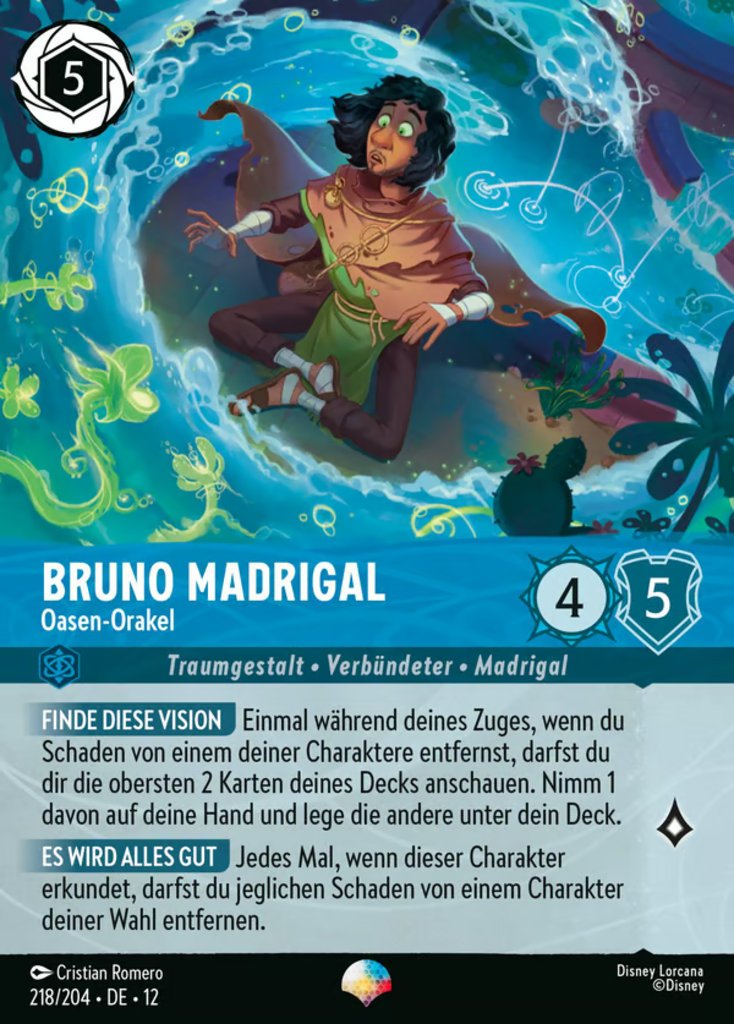 5
BRUNO MADRIGAL
Oasen-Orakel
4
5
Traumgestalt • Verbündeter • Madrigal
FINDE DIESE VISION Einmal während deines Zuges, wenn du
Schaden von einem deiner Charaktere entfernst, darfst du
dir die obersten 2 Karten deines Decks anschauen. Nimm 1
davon auf deine Hand und lege die andere unter dein Deck.
ES WIRD ALLES GUT Jedes Mal, wenn dieser Charakter
erkundet, darfst du jeglichen Schaden von einem Charakter
deiner Wahl entfernen.
Cristian Romero
218/204 • DE • 12
Disney Lorcana
©Disney